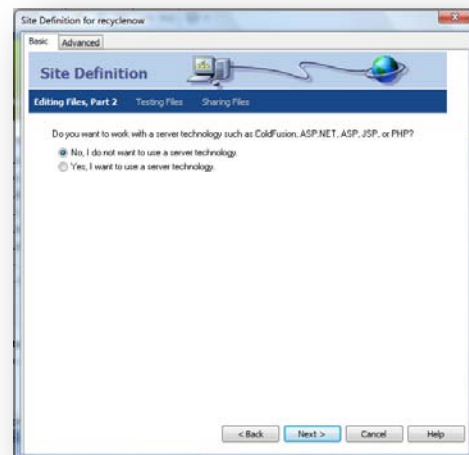 Site Definition for recyclenow
Basic Advanced
Site Definition
Editing Files, Part 2 Testing Files Sharing Files
Do you want to work with a server technology such as ColdFusion, ASP.NET, ASP, JSP, or PHP?
No, I do not want to use a server technology.
Yes, I want to use a server technology.
< Back Next > Cancel Help